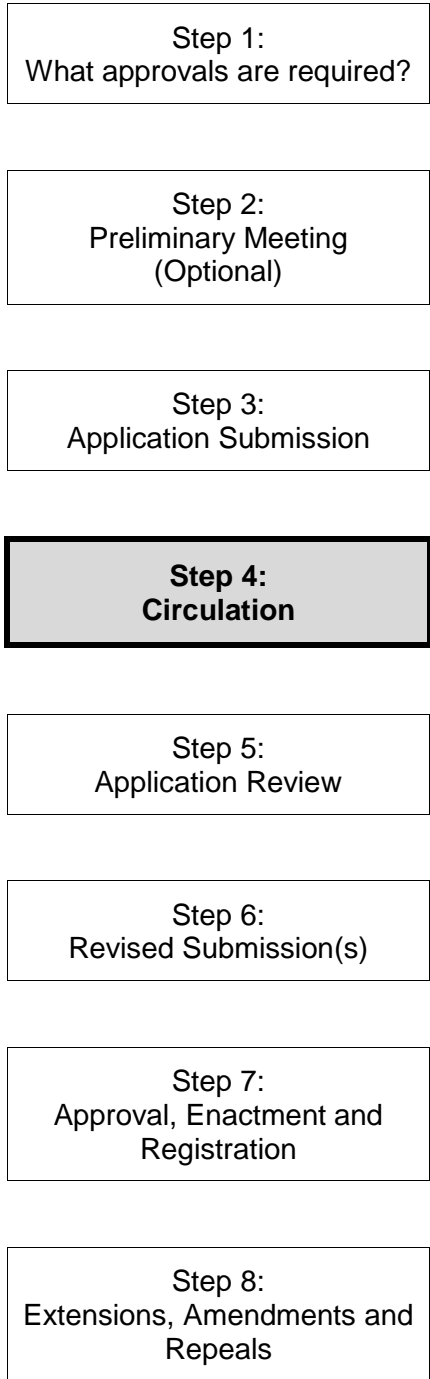 Step 1:
What approvals are required?
Step 2:
Preliminary Meeting
(Optional)
Step 3:
Application Submission
Step 4:
Circulation
Step 5:
Application Review
Step 6:
Revised Submission(s)
Step 7:
Approval, Enactment and
Registration
Step 8:
Extensions, Amendments and
Repeals